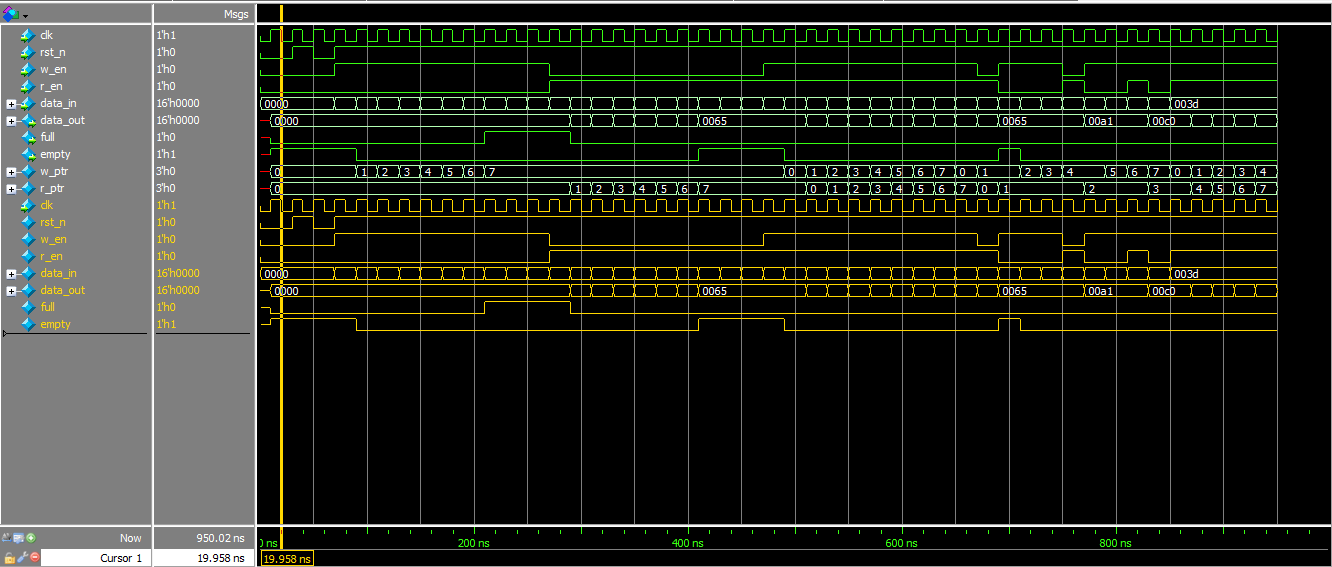 Msgs
clk 1'h1
rst_n 1'h0
w_en 1'h0
r_en 1'h0
data_in 16'h0000 0000 003d
data_out 16'h0000 0000 0065 0065 00a1 00c0
full 1'h0
empty 1'h1
w_ptr 3'h0 0 1 2 3 4 5 6 7 0 1 2 3 4 5 6 7 0 1 2 3 4 5 6 7 0 1 2 3 4
r_ptr 3'h0 0 1 2 3 4 5 6 7 0 1 2 3 4 5 6 7 0 1 2 3 4 5 6 7
clk 1'h1
rst_n 1'h0
w_en 1'h0
r_en 1'h0
data_in 16'h0000 0000 003d
data_out 16'h0000 0000 0065 0065 00a1 00c0
full 1'h0
empty 1'h1
Now 950.02 ns 0 ns 200 ns 400 ns 600 ns 800 ns
Cursor 1 19.958 ns 19.958 ns